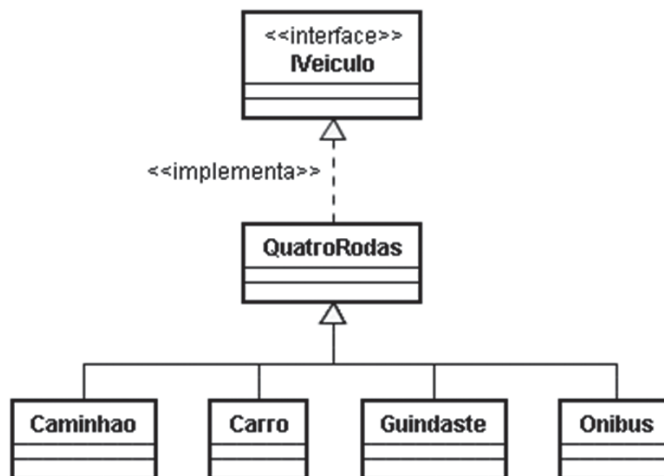 <<interface>>
IVeiculo
<<implementa>>
QuatroRodas
Caminhao
Carro
Guindaste
Onibus